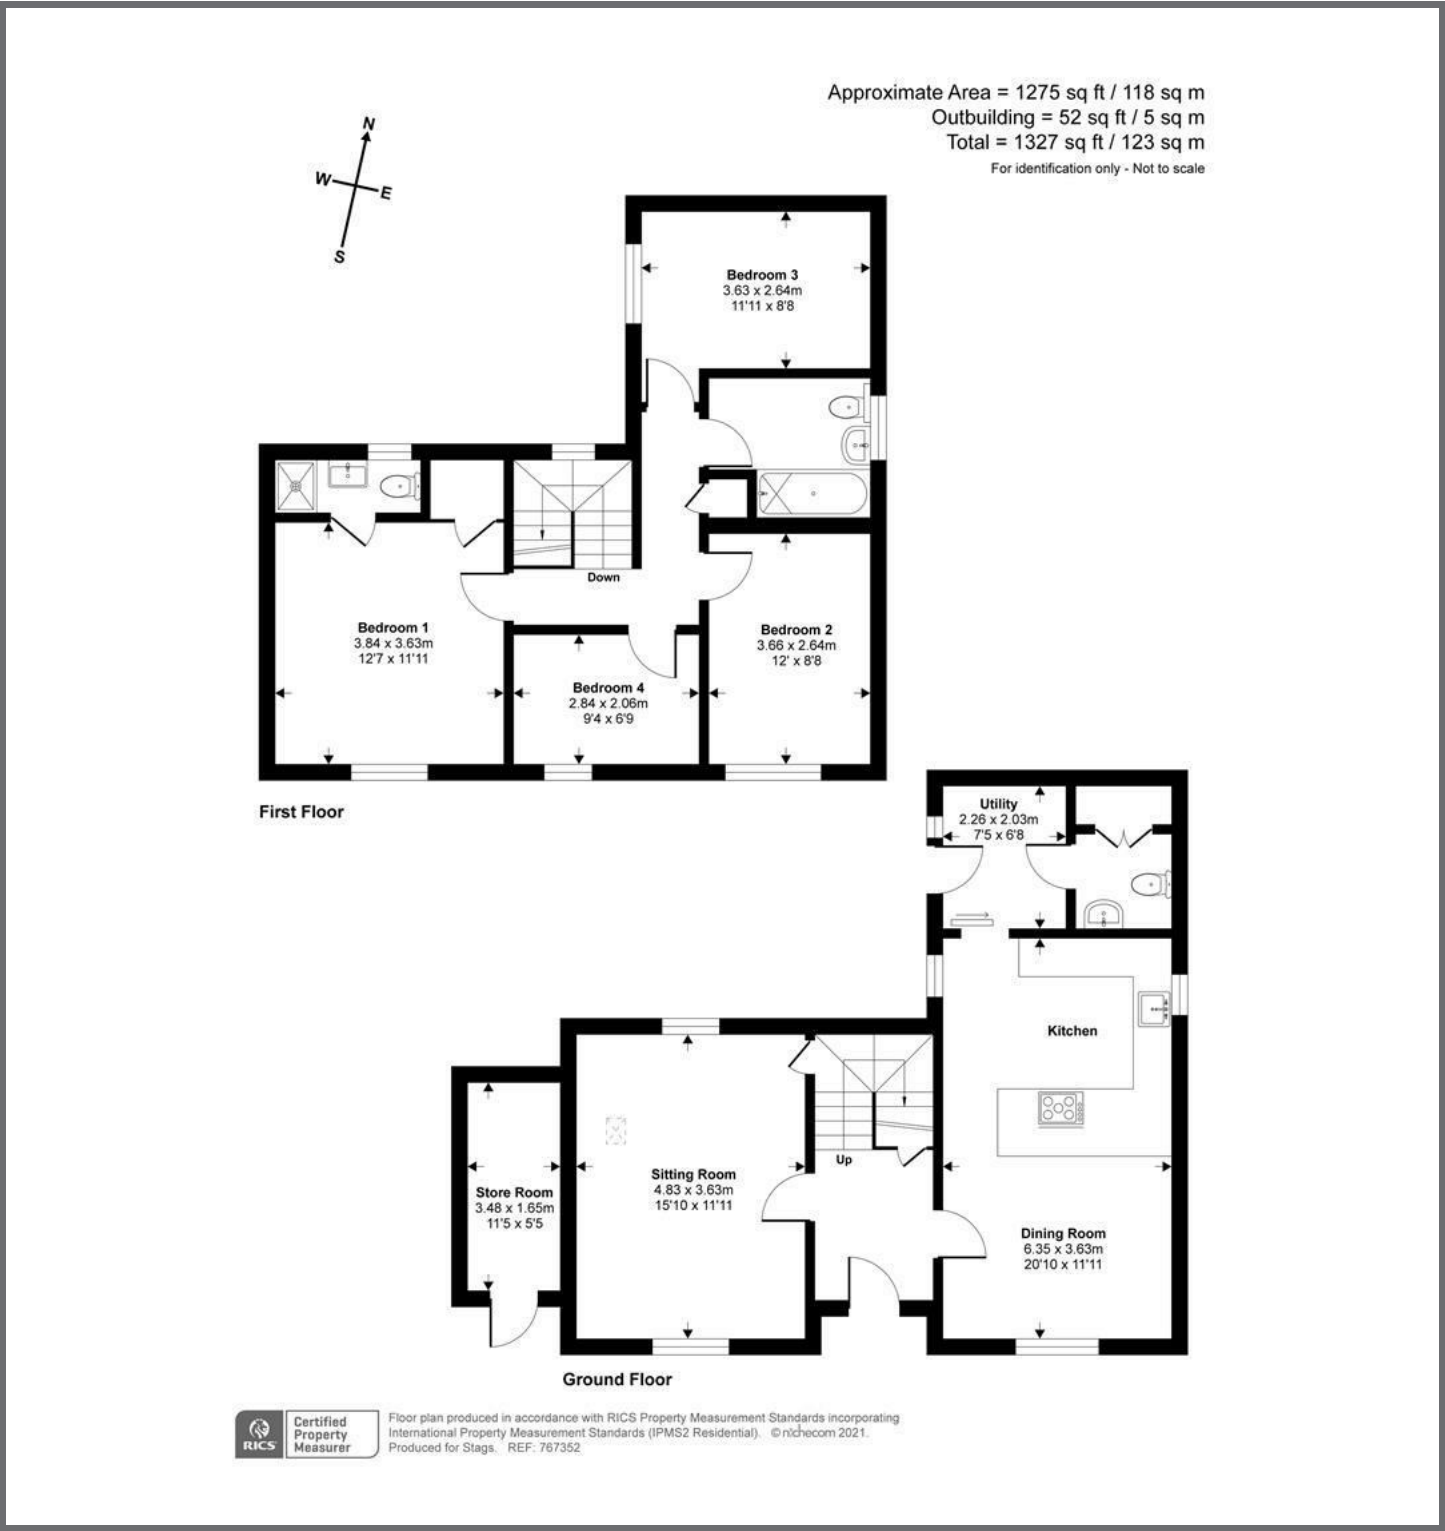 Approximate Area = 1275 sq ft / 118 sq m
Outbuilding = 52 sq ft / 5 sq m
Total = 1327 sq ft / 123 sq m
For identification only - Not to scale
N
W
E
S
Bedroom 3
3.63 x 2.64m
11'11 x 8'8
Down
Bedroom 1
3.84 x 3.63m
12'7 x 11'11
Bedroom 2
3.66 x 2.64m
12' x 8'8
Bedroom 4
2.84 x 2.06m
9'4 x 6'9
First Floor
Utility
2.26 x 2.03m
7'5 x 6'8
Kitchen
Up
Sitting Room
4.83 x 3.63m
15'10 x 11'11
Store Room
3.48 x 1.65m
11'5 x 5'5
Dining Room
6.35 x 3.63m
20'10 x 11'11
Ground Floor
RICS
Certified
Property
Measurer
Floor plan produced in accordance with RICS Property Measurement Standards incorporating
International Property Measurement Standards (IPMS2 Residential). © nichecom 2021.
Produced for Stags. REF: 767352